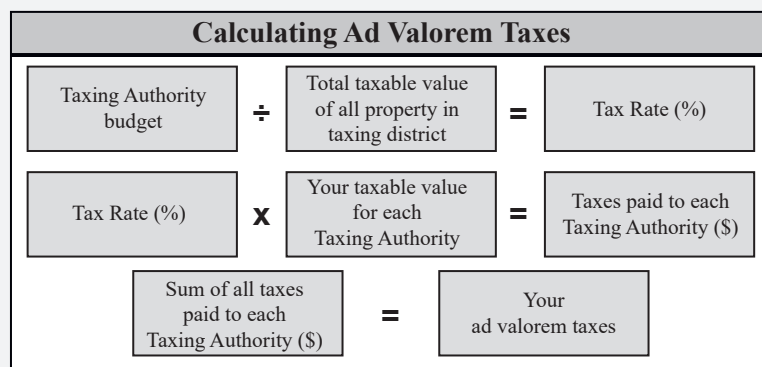 Calculating Ad Valorem Taxes
Taxing Authority
budget
÷
Total taxable value
of all property in
taxing district
=
Tax Rate (%)
Tax Rate (%)
x
Your taxable value
for each
Taxing Authority
=
Taxes paid to each
Taxing Authority ($)
Sum of all taxes
paid to each
Taxing Authority ($)
=
Your
ad valorem taxes